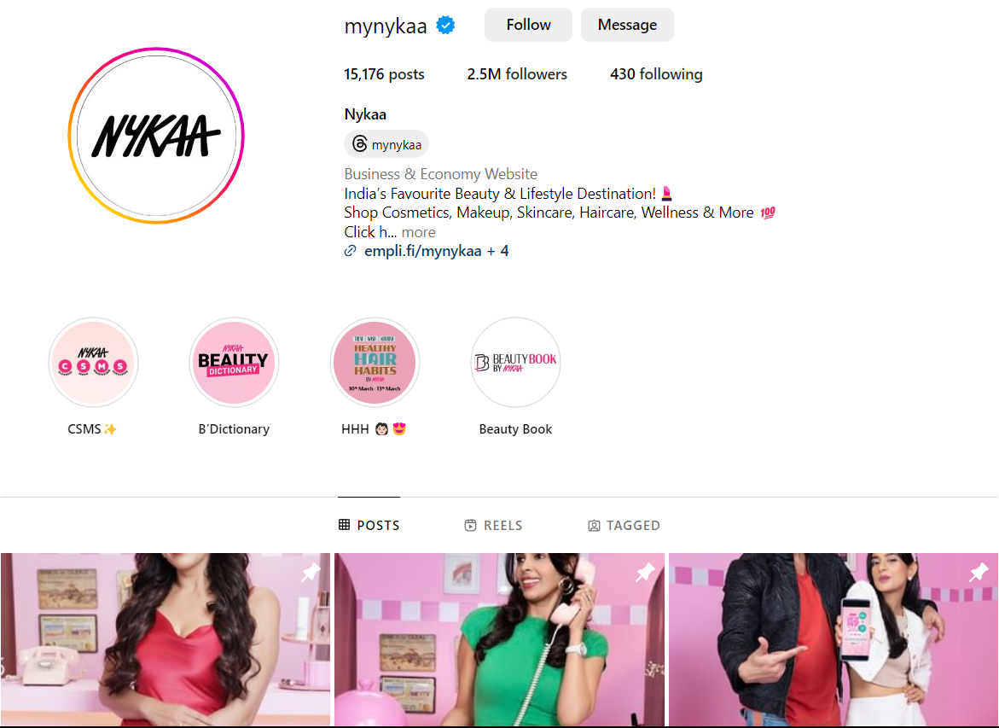 mynykaa
Follow
Message
15,176 posts
2.5M followers
430 following
Nykaa
mynykaa
Business & Economy Website
India’s Favourite Beauty & Lifestyle Destination!💄
Shop Cosmetics, Makeup, Skincare, Haircare, Wellness & More 💯
Click h... more
empli.fi/mynykaa + 4
NYKAA
NYKAA
C S M S
NYKAA
BEAUTY
DICTIONARY
HEALTHY
HAIR
HABITS
BY NYKAA
10th March - 13th March
B BEAUTYBOOK
BY NYKAA
CSMS✨
B’Dictionary
HHH 👩🏻 😍
Beauty Book
POSTS
REELS
TAGGED